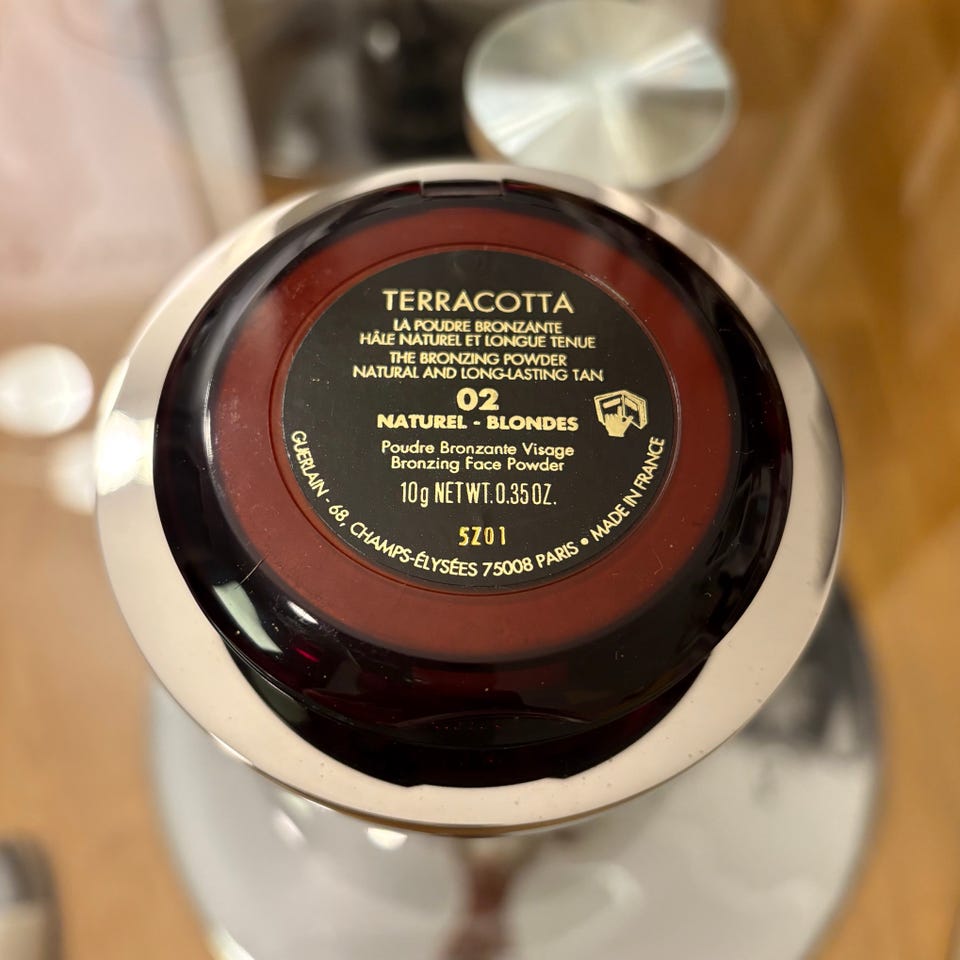 TERRACOTTA
LA POUDRE BRONZANTE
HÂLE NATUREL ET LONGUE TENUE
THE BRONZING POWDER
NATURAL AND LONG-LASTING TAN
02
NATUREL - BLONDES
Poudre Bronzante Visage
Bronzing Face Powder
10g NET WT. 0.35 OZ.
5Z01
GUERLAIN - 68, CHAMPS-ÉLYSÉES 75008 PARIS • MADE IN FRANCE